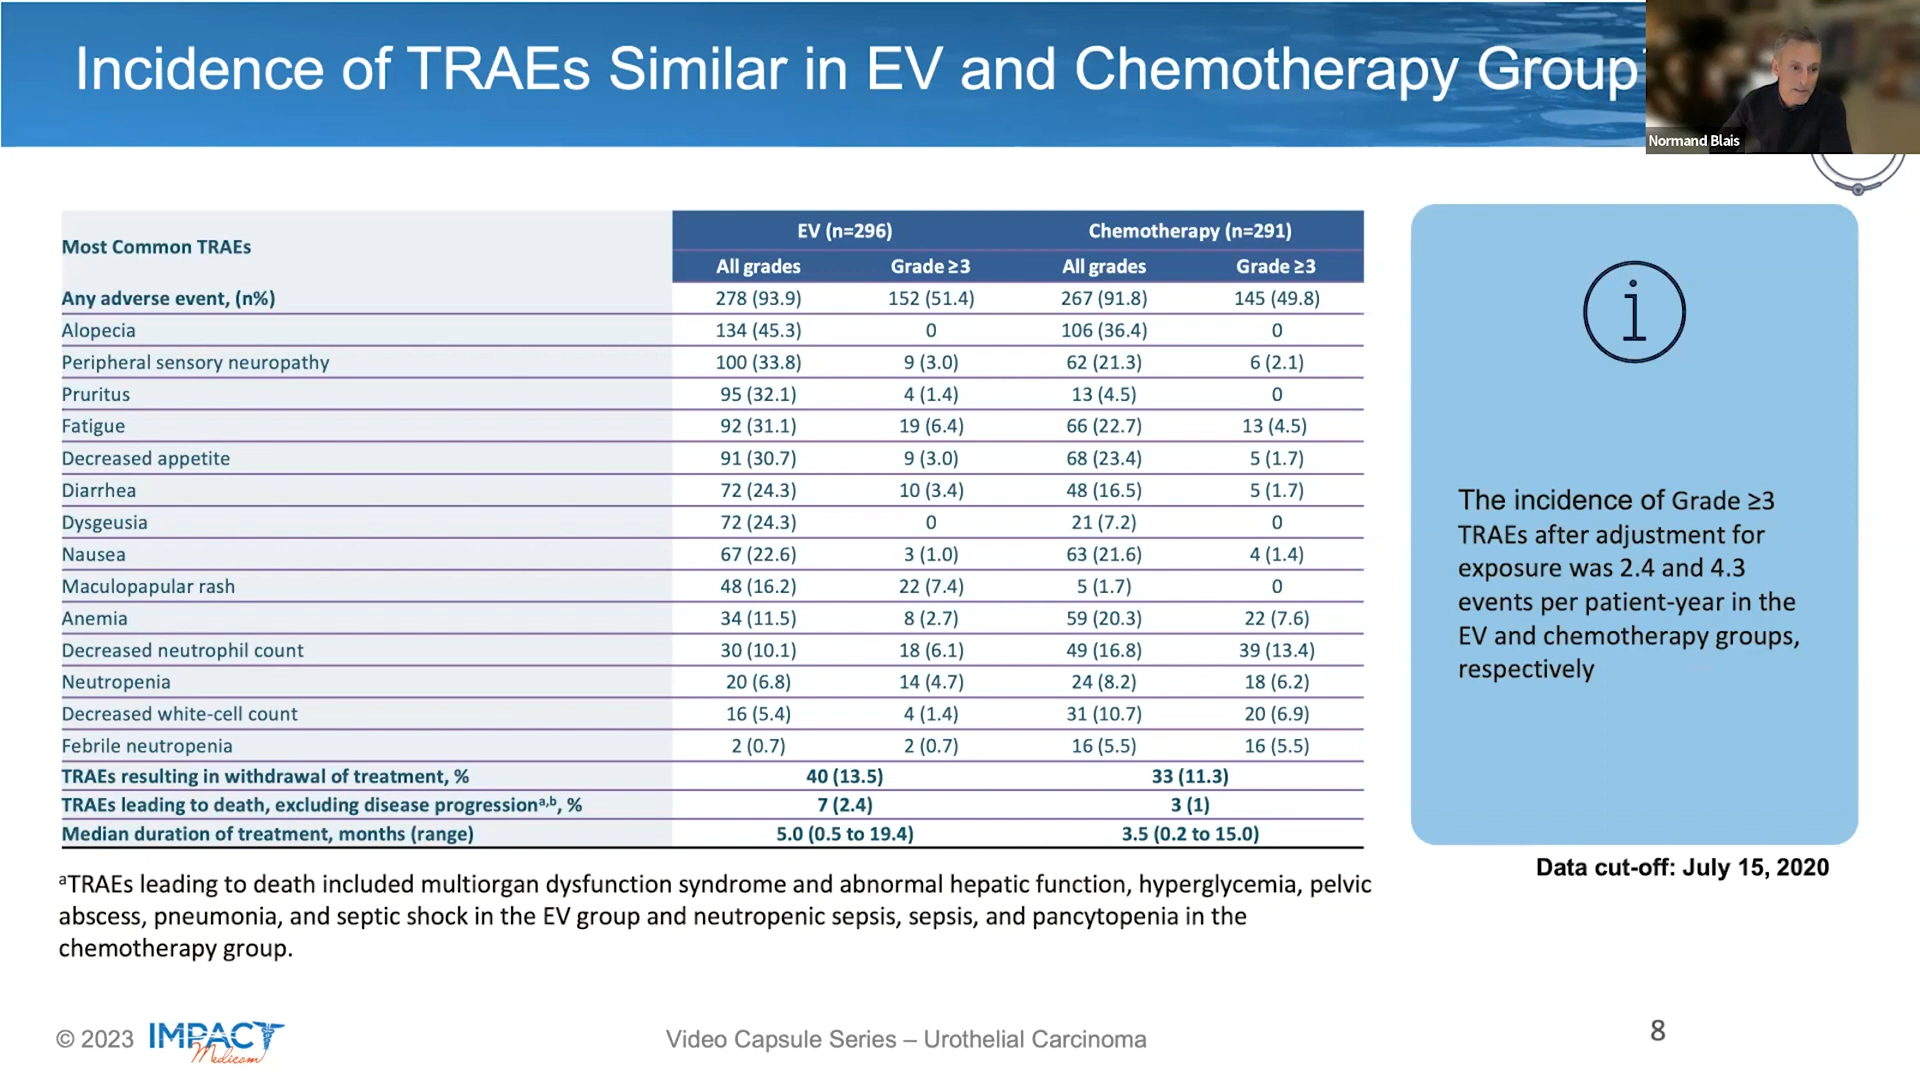 Incidence of TRAEs Similar in EV and Chemotherapy Group
Normand Blais
Most Common TRAEs EV (n=296) Chemotherapy (n=291)
All grades Grade ≥3 All grades Grade ≥3
Any adverse event, (n%) 278 (93.9) 152 (51.4) 267 (91.8) 145 (49.8)
Alopecia 134 (45.3) 0 106 (36.4) 0
Peripheral sensory neuropathy 100 (33.8) 9 (3.0) 62 (21.3) 6 (2.1)
Pruritus 95 (32.1) 4 (1.4) 13 (4.5) 0
Fatigue 92 (31.1) 19 (6.4) 66 (22.7) 13 (4.5)
Decreased appetite 91 (30.7) 9 (3.0) 68 (23.4) 5 (1.7)
Diarrhea 72 (24.3) 10 (3.4) 48 (16.5) 5 (1.7)
Dysgeusia 72 (24.3) 0 21 (7.2) 0
Nausea 67 (22.6) 3 (1.0) 63 (21.6) 4 (1.4)
Maculopapular rash 48 (16.2) 22 (7.4) 5 (1.7) 0
Anemia 34 (11.5) 8 (2.7) 59 (20.3) 22 (7.6)
Decreased neutrophil count 30 (10.1) 18 (6.1) 49 (16.8) 39 (13.4)
Neutropenia 20 (6.8) 14 (4.7) 24 (8.2) 18 (6.2)
Decreased white-cell count 16 (5.4) 4 (1.4) 31 (10.7) 20 (6.9)
Febrile neutropenia 2 (0.7) 2 (0.7) 16 (5.5) 16 (5.5)
TRAEs resulting in withdrawal of treatment, % 40 (13.5) 33 (11.3)
TRAEs leading to death, excluding disease progressionᵃ,ᵇ, % 7 (2.4) 3 (1)
Median duration of treatment, months (range) 5.0 (0.5 to 19.4) 3.5 (0.2 to 15.0)
The incidence of Grade ≥3
TRAEs after adjustment for
exposure was 2.4 and 4.3
events per patient-year in the
EV and chemotherapy groups,
respectively
Data cut-off: July 15, 2020
ᵃTRAEs leading to death included multiorgan dysfunction syndrome and abnormal hepatic function, hyperglycemia, pelvic
abscess, pneumonia, and septic shock in the EV group and neutropenic sepsis, sepsis, and pancytopenia in the
chemotherapy group.
© 2023 IMPACT
Medicom
Video Capsule Series – Urothelial Carcinoma
8